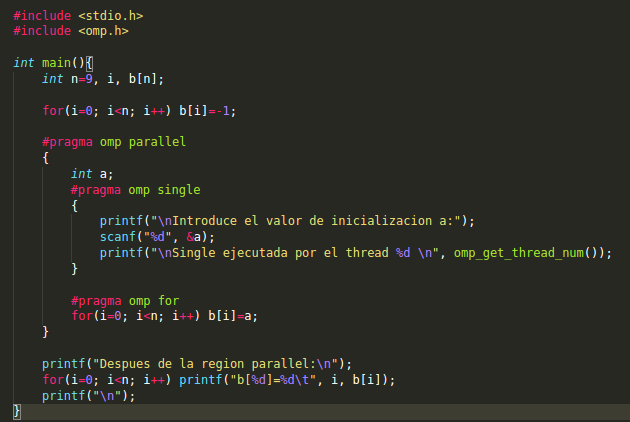 #include <stdio.h>
#include <omp.h>
int main(){
int n=9, i, b[n];
for(i=0; i<n; i++) b[i]=-1;
#pragma omp parallel
{
int a;
#pragma omp single
{
printf("\nIntroduce el valor de inicializacion a:");
scanf("%d", &a);
printf("\nSingle ejecutada por el thread %d \n", omp_get_thread_num());
}
#pragma omp for
for(i=0; i<n; i++) b[i]=a;
}
printf("Despues de la region parallel:\n");
for(i=0; i<n; i++) printf("b[%d]=%d\t", i, b[i]);
printf("\n");
}